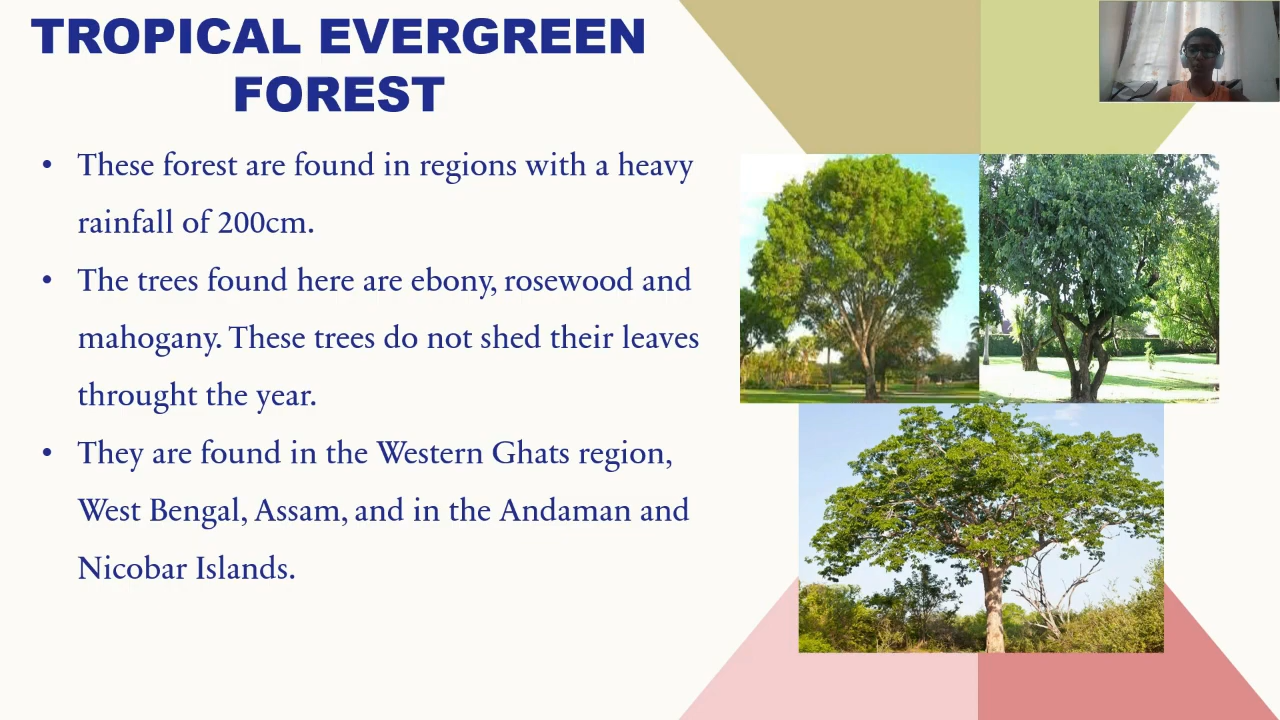 TROPICAL EVERGREEN
FOREST
• These forest are found in regions with a heavy
rainfall of 200cm.
• The trees found here are ebony, rosewood and
mahogany. These trees do not shed their leaves
throught the year.
• They are found in the Western Ghats region,
West Bengal, Assam, and in the Andaman and
Nicobar Islands.